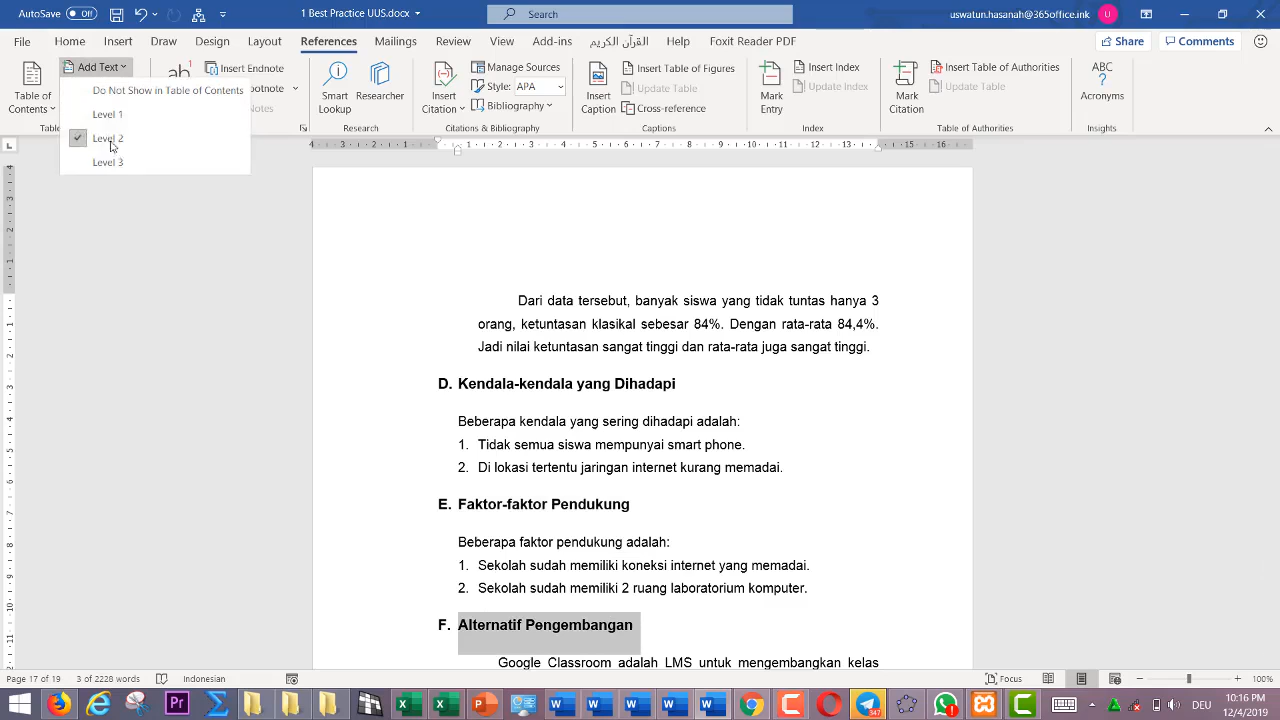 AutoSave Off
1 Best Practice UWS.docx
Search
uswatun.hasanah@365office.ink
U
File
Home
Insert
Draw
Design
Layout
References
Mailings
Review
View
Add-ins
القرآن الكريم
Help
Foxit Reader PDF
Share
Comments
Table of
Contents
Add Text
Do Not Show in Table of Contents
Level 1
Level 2
Level 3
ab
Insert Endnote
Smart
Lookup
Researcher
Research
Insert
Citation
Manage Sources
Style: APA
Bibliography
Citations & Bibliography
Insert
Caption
Insert Table of Figures
Update Table
Cross-reference
Captions
Mark
Entry
Insert Index
Update Index
Index
Mark
Citation
Insert Table of Authorities
Update Table
Table of Authorities
ABC
?
Acronyms
Insights
Dari data tersebut, banyak siswa yang tidak tuntas hanya 3
orang, ketuntasan klasikal sebesar 84%. Dengan rata-rata 84,4%.
Jadi nilai ketuntasan sangat tinggi dan rata-rata juga sangat tinggi.
D. Kendala-kendala yang Dihadapi
Beberapa kendala yang sering dihadapi adalah:
1. Tidak semua siswa mempunyai smart phone.
2. Di lokasi tertentu jaringan internet kurang memadai.
E. Faktor-faktor Pendukung
Beberapa faktor pendukung adalah:
1. Sekolah sudah memiliki koneksi internet yang memadai.
2. Sekolah sudah memiliki 2 ruang laboratorium komputer.
F. Alternatif Pengembangan
Google Classroom adalah LMS untuk mengembangkan kelas
Page 17 of 19
3 of 2228 words
Indonesian
Focus
100%
DEU
10:16 PM
12/4/2019